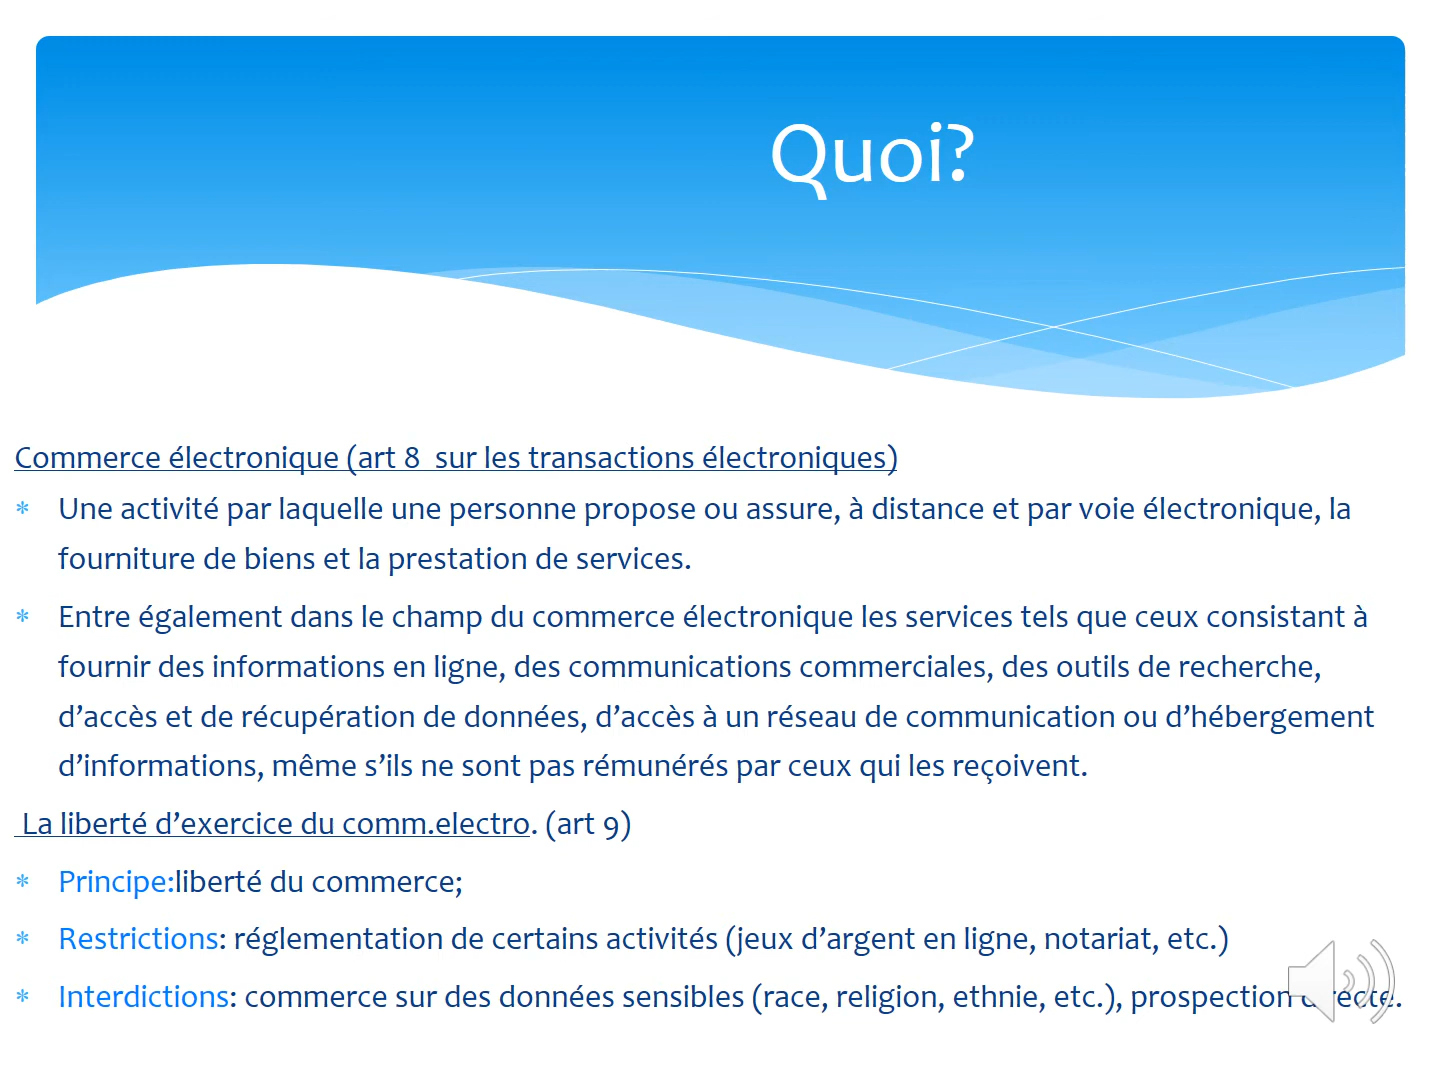 Quoi?
Commerce électronique (art 8  sur les transactions électroniques)
* Une activité par laquelle une personne propose ou assure, à distance et par voie électronique, la
fourniture de biens et la prestation de services.
* Entre également dans le champ du commerce électronique les services tels que ceux consistant à
fournir des informations en ligne, des communications commerciales, des outils de recherche,
d’accès et de récupération de données, d’accès à un réseau de communication ou d’hébergement
d’informations, même s’ils ne sont pas rémunérés par ceux qui les reçoivent.
La liberté d’exercice du comm.electro. (art 9)
* Principe:liberté du commerce;
* Restrictions: réglementation de certains activités (jeux d’argent en ligne, notariat, etc.)
* Interdictions: commerce sur des données sensibles (race, religion, ethnie, etc.), prospection directe.